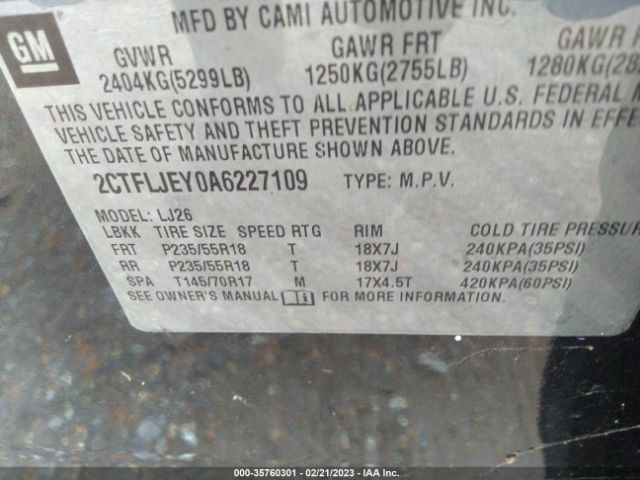 MFD BY CAMI AUTOMOTIVE INC.
GM
GVWR GAWR FRT GAWR
2404KG(5299LB) 1250KG(2755LB) 1280KG(28
THIS VEHICLE CONFORMS TO ALL APPLICABLE U.S. FEDERAL M
VEHICLE SAFETY AND THEFT PREVENTION STANDARDS IN EFFE
THE DATE OF MANUFACTURE SHOWN ABOVE.
2CTFLJEY0A6227109 TYPE: M.P.V.
MODEL: LJ26
LBKK TIRE SIZE SPEED RTG RIM COLD TIRE PRESSUR
FRT P235/55R18 T 18X7J 240KPA(35PSI)
RR P235/55R18 T 18X7J 240KPA(35PSI)
SPA T145/70R17 M 17X4.5T 420KPA(60PSI)
SEE OWNER'S MANUAL FOR MORE INFORMATION.
000-35760301 — 02/21/2023 — IAA Inc.